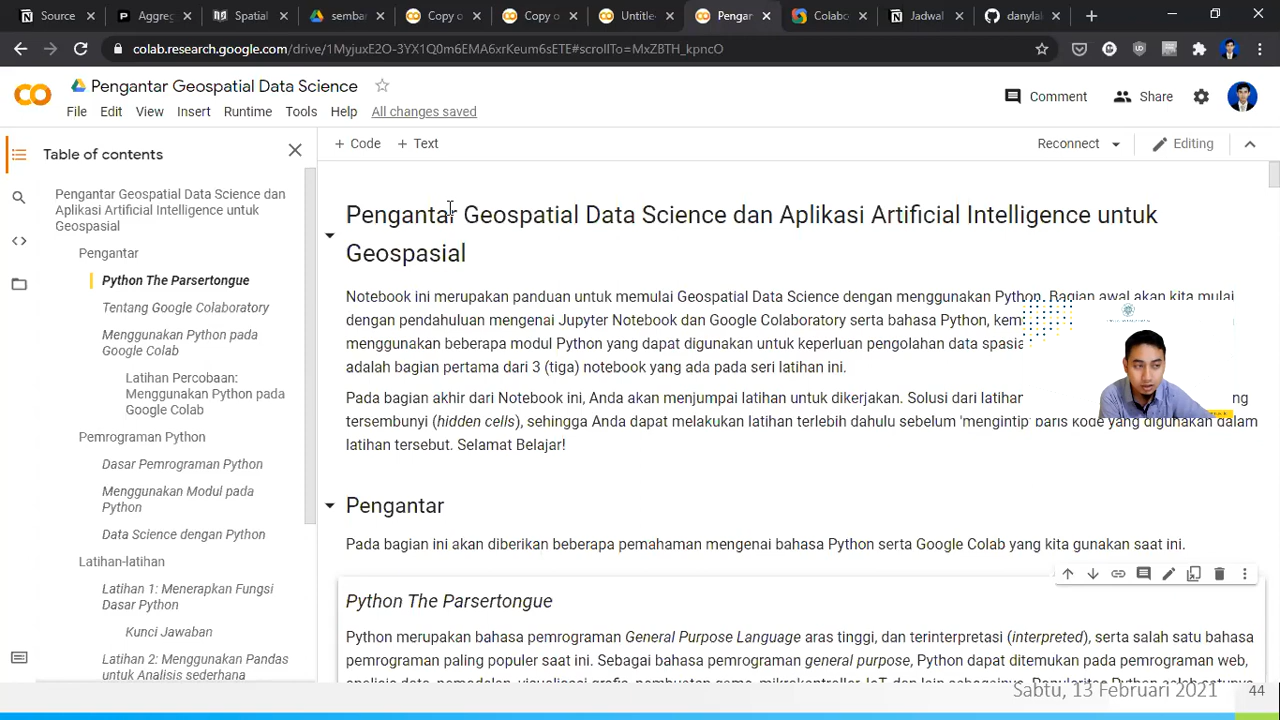 Source
Aggreg
Spatial
semba
Copy o
Copy o
Untitle
Pengar
Colabo
Jadwal
danylal
colab.research.google.com/drive/1MyjuxE2O-3YX1Q0m6EMA6xrKeum6sETE#scrollTo=MxZBTH_kpncO
Pengantar Geospatial Data Science
File Edit View Insert Runtime Tools Help All changes saved
Comment
Share
Table of contents
+ Code + Text
Reconnect
Editing
Pengantar Geospatial Data Science dan
Aplikasi Artificial Intelligence untuk
Geospasial
Pengantar
Python The Parsertongue
Tentang Google Colaboratory
Menggunakan Python pada
Google Colab
Latihan Percobaan:
Menggunakan Python pada
Google Colab
Pemrograman Python
Dasar Pemrograman Python
Menggunakan Modul pada
Python
Data Science dengan Python
Latihan-latihan
Latihan 1: Menerapkan Fungsi
Dasar Python
Kunci Jawaban
Latihan 2: Menggunakan Pandas
untuk Analisis sederhana
Pengantar Geospatial Data Science dan Aplikasi Artificial Intelligence untuk
Geospasial
Notebook ini merupakan panduan untuk memulai Geospatial Data Science dengan menggunakan Python. Bagian awal akan kita mulai
dengan pendahuluan mengenai Jupyter Notebook dan Google Colaboratory serta bahasa Python,
menggunakan beberapa modul Python yang dapat digunakan untuk keperluan pengolahan data
adalah bagian pertama dari 3 (tiga) notebook yang ada pada seri latihan ini.
Pada bagian akhir dari Notebook ini, Anda akan menjumpai latihan untuk dikerjakan. Solusi dari latihan
tersembunyi (hidden cells), sehingga Anda dapat melakukan latihan terlebih dahulu sebelum 'mengintip' baris kode yang digunakan dalam
latihan tersebut. Selamat Belajar!
Pengantar
Pada bagian ini akan diberikan beberapa pemahaman mengenai bahasa Python serta Google Colab yang kita gunakan saat ini.
Python The Parsertongue
Python merupakan bahasa pemrograman General Purpose Language aras tinggi, dan terinterpretasi (interpreted), serta salah satu bahasa
pemrograman paling populer saat ini. Sebagai bahasa pemrograman general purpose, Python dapat ditemukan pada pemrograman web,
Sabtu, 13 Februari 2021
44